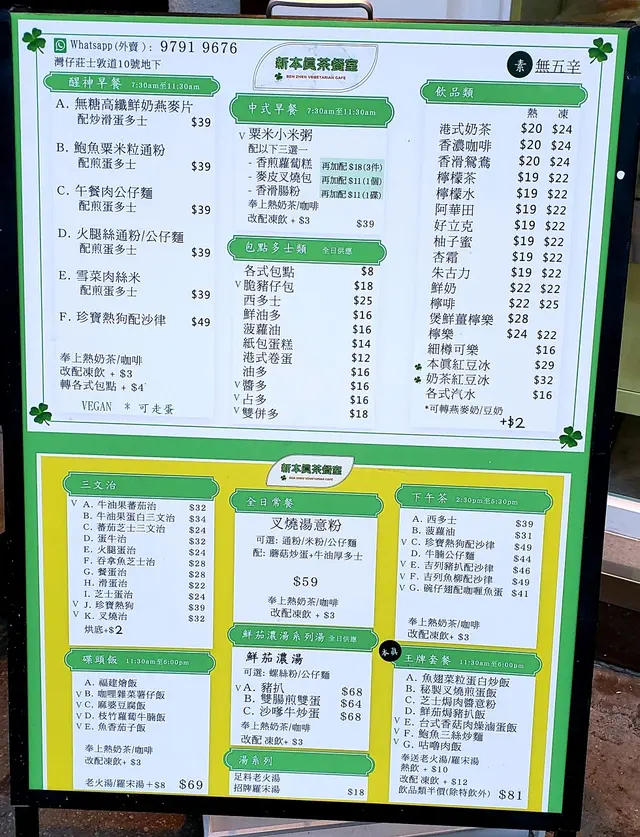 Whatsapp(外賣): 9791 9676
灣仔莊士敦道10號地下
新本真茶餐室
BEN ZHEN VEGETARIAN CAFE
素 無五辛
醒神早餐 7:30am至11:30am
A. 無糖高纖鮮奶燕麥片
配炒滑蛋多士 $39
B. 鮑魚粟米粒通粉
配煎蛋多士 $39
C. 午餐肉公仔麵
配煎蛋多士 $39
D. 火腿絲通粉/公仔麵
配煎蛋多士 $39
E. 雪菜肉絲米
配煎蛋多士 $39
F. 珍寶熱狗配沙律 $49
奉上熱奶茶/咖啡
改配凍飲 + $3
轉各式包點 + $4
VEGAN * 可走蛋
中式早餐 7:30am至11:30am
V 粟米小米粥
配以下三選一
- 香煎蘿蔔糕 再加配 $18(3件)
- 麥皮叉燒包 再加配 $11(1個)
- 香滑腸粉 再加配 $11(1碟)
奉上熱奶茶/咖啡
改配凍飲 + $3 $39
包點多士類 全日供應
各式包點 $8
V 脆豬仔包 $18
西多士 $25
鮮油多 $16
菠蘿油 $16
紙包蛋糕 $14
港式卷蛋 $12
油多 $16
V 醬多 $16
V 占多 $16
V 雙併多 $18
飲品類
熱 凍
港式奶茶 $20 $24
香濃咖啡 $20 $24
香滑鴛鴦 $20 $24
檸檬茶 $19 $22
檸檬水 $19 $22
阿華田 $19 $22
好立克 $19 $22
柚子蜜 $19 $22
杏霜 $19 $22
朱古力 $19 $22
鮮奶 $22 $22
檸啡 $22 $25
煲鮮薑檸樂 $28
檸樂 $24 $22
細樽可樂 $16
本真紅豆冰 $29
奶茶紅豆冰 $32
各式汽水 $16
*可轉燕麥奶/豆奶
+$2
新本真茶餐室
BEN ZHEN VEGETARIAN CAFE
三文治
V A. 牛油果蕃茄治 $32
B. 牛油果蛋白三文治 $34
C. 蕃茄芝士三文治 $24
D. 蛋牛治 $32
E. 火腿蛋治 $24
F. 吞拿魚芝士治 $28
G. 餐蛋治 $28
H. 滑蛋治 $22
I. 芝士蛋治 $24
V J. 珍寶熱狗 $39
V K. 叉燒治 $32
烘底+$2
全日常餐
叉燒湯意粉
可選: 通粉/米粉/公仔麵
配: 蘑菇炒蛋+牛油厚多士
$59
奉上熱奶茶/咖啡
改配凍飲 + $3
下午茶 2:30pm至5:30pm
A. 西多士 $39
B. 菠蘿油 $31
V C. 珍寶熱狗配沙律 $49
D. 牛腩公仔麵 $44
V E. 吉列豬扒配沙律 $46
V F. 吉列魚柳配沙律 $49
V G. 碗仔翅配咖喱魚蛋 $41
奉上熱奶茶/咖啡
改配凍飲 + $3
碟頭飯 11:30am至6:00pm
A. 福建燴飯
V B. 咖喱雜菜薯仔飯
V C. 麻婆豆腐飯
V D. 枝竹蘿蔔牛腩飯
V E. 魚香茄子飯
奉上熱奶茶/咖啡
改配凍飲 + $3
老火湯/羅宋湯+$8 $69
鮮茄濃湯系列湯 全日供應
鮮茄濃湯
可選: 螺絲粉/公仔麵
V A. 豬扒 $68
B. 雙腸煎雙蛋 $64
C. 沙嗲牛炒蛋 $68
奉上熱奶茶/咖啡
改配凍飲 + $3
湯系列
足料老火湯
招牌羅宋湯 $18
本真
王牌套餐 11:30am至6:00pm
A. 魚翅菜粒蛋白炒飯
B. 秘製叉燒煎蛋飯
C. 芝士焗肉醬意粉
D. 鮮茄焗豬扒飯
V E. 台式香菇肉燥滷蛋飯
V F. 鮑魚三絲炒麵
V G. 咕嚕肉飯
奉送老火湯/羅宋湯
熱飲 + $10
改配 凍飲 + $12
飲品類半價(除特飲外) $81